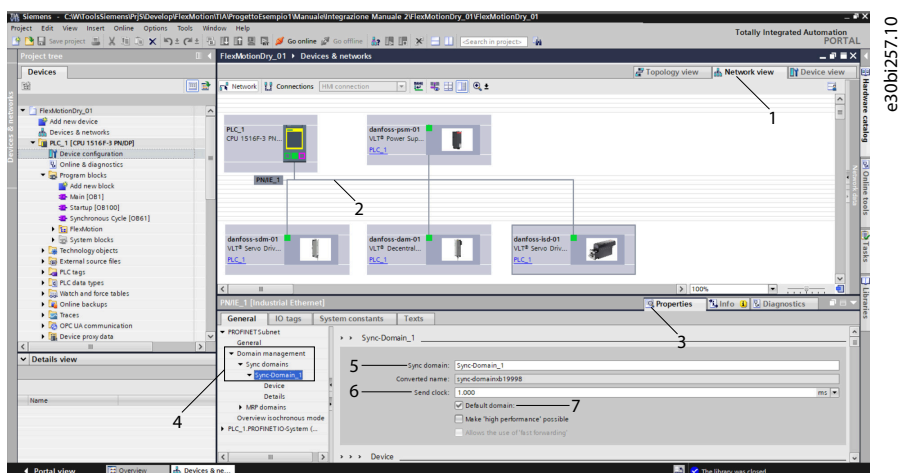 Siemens - C:\WiTools\Siemens\PrjS\Develop\FlexMotion\TIA\ProgettoEsempio1\Manuale\Integrazione Manuale 2\FlexMotionDry_01\FlexMotionDry_01
Project Edit View Insert Online Options Tools Window Help
Totally Integrated Automation
PORTAL
Save project Go online Go offline <Search in project>
Project tree
FlexMotionDry_01 Devices & networks
Devices
Topology view Network view Device view
Network Connections HMI connection
FlexMotionDry_01
Add new device
Devices & networks
PLC_1 [CPU 1516F-3 PN/DP]
Device configuration
Online & diagnostics
Program blocks
Add new block
Main [OB1]
Startup [OB100]
Synchronous Cycle [OB61]
FlexMotion
System blocks
Technology objects
External source files
PLC tags
PLC data types
Watch and force tables
Online backups
Traces
OPC UA communication
Device proxy data
Details view
Name
Devices & networks
PLC_1
CPU 1516F-3 PN...
danfoss-psm-01
VLT® Power Sup...
PLC_1
PN/IE_1
danfoss-sdm-01
VLT® Servo Driv...
PLC_1
danfoss-dam-01
VLT® Decentral...
PLC_1
danfoss-isd-01
VLT® Servo Driv...
PLC_1
100%
1
2
3
4
5
6
7
PN/IE_1 [Industrial Ethernet]
Properties Info Diagnostics
General IO tags System constants Texts
PROFINET Subnet
General
Domain management
Sync domains
Sync-Domain_1
Device
Details
MRP domains
Overview isochronous mode
PLC_1.PROFINET IO-System (...
Sync-Domain_1
Sync domain: Sync-Domain_1
Converted name: sync-domainxb19998
Send clock: 1.000 ms
Default domain:
Make 'high performance' possible
Allows the use of 'fast forwarding'
Device
Hardware catalog
Online tools
Tasks
Libraries
Portal view Overview Devices & ne...
The library was closed
e30bi257.10